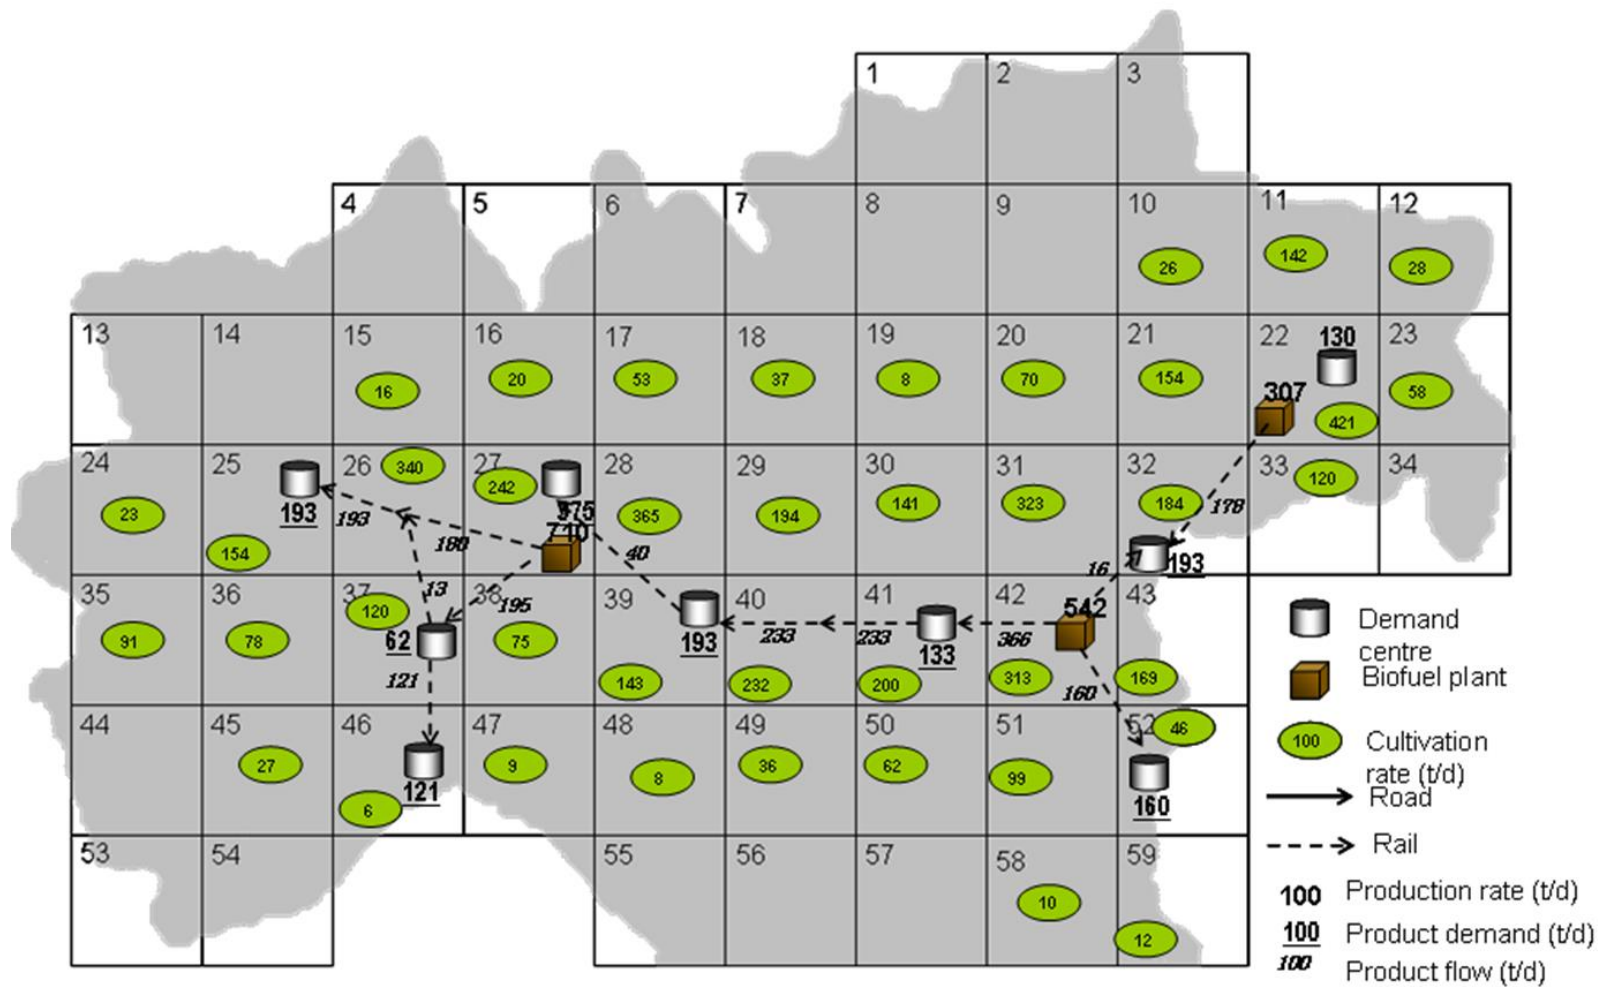 1 2 3
4 5 6 7 8 9 10 11 12
26 142 28
13 14 15 16 17 18 19 20 21 22 130 23
16 20 53 37 8 70 154 307 421 58
24 25 26 340 27 242 28 29 30 31 32 33 120 34
23 154 193 193 180 375 710 365 40 194 141 323 184 178 193
13 195 16
35 36 37 120 38 39 40 41 42 542 43
91 78 62 75 193 233 233 133 366
121 143 232 200 313 160 169
44 45 46 47 48 49 50 51 52 46
27 121 9 8 36 62 99 160
6
53 54 55 56 57 58 59
10 12
Demand
centre
Biofuel plant
100 Cultivation
rate (t/d)
Road
Rail
100 Production rate (t/d)
100 Product demand (t/d)
100 Product flow (t/d)